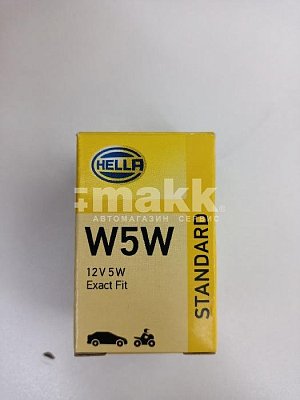 HELLA
makk.
АВТОМАГАЗИН СЕРВИС
W5W
12V 5W
Exact Fit
STANDARD